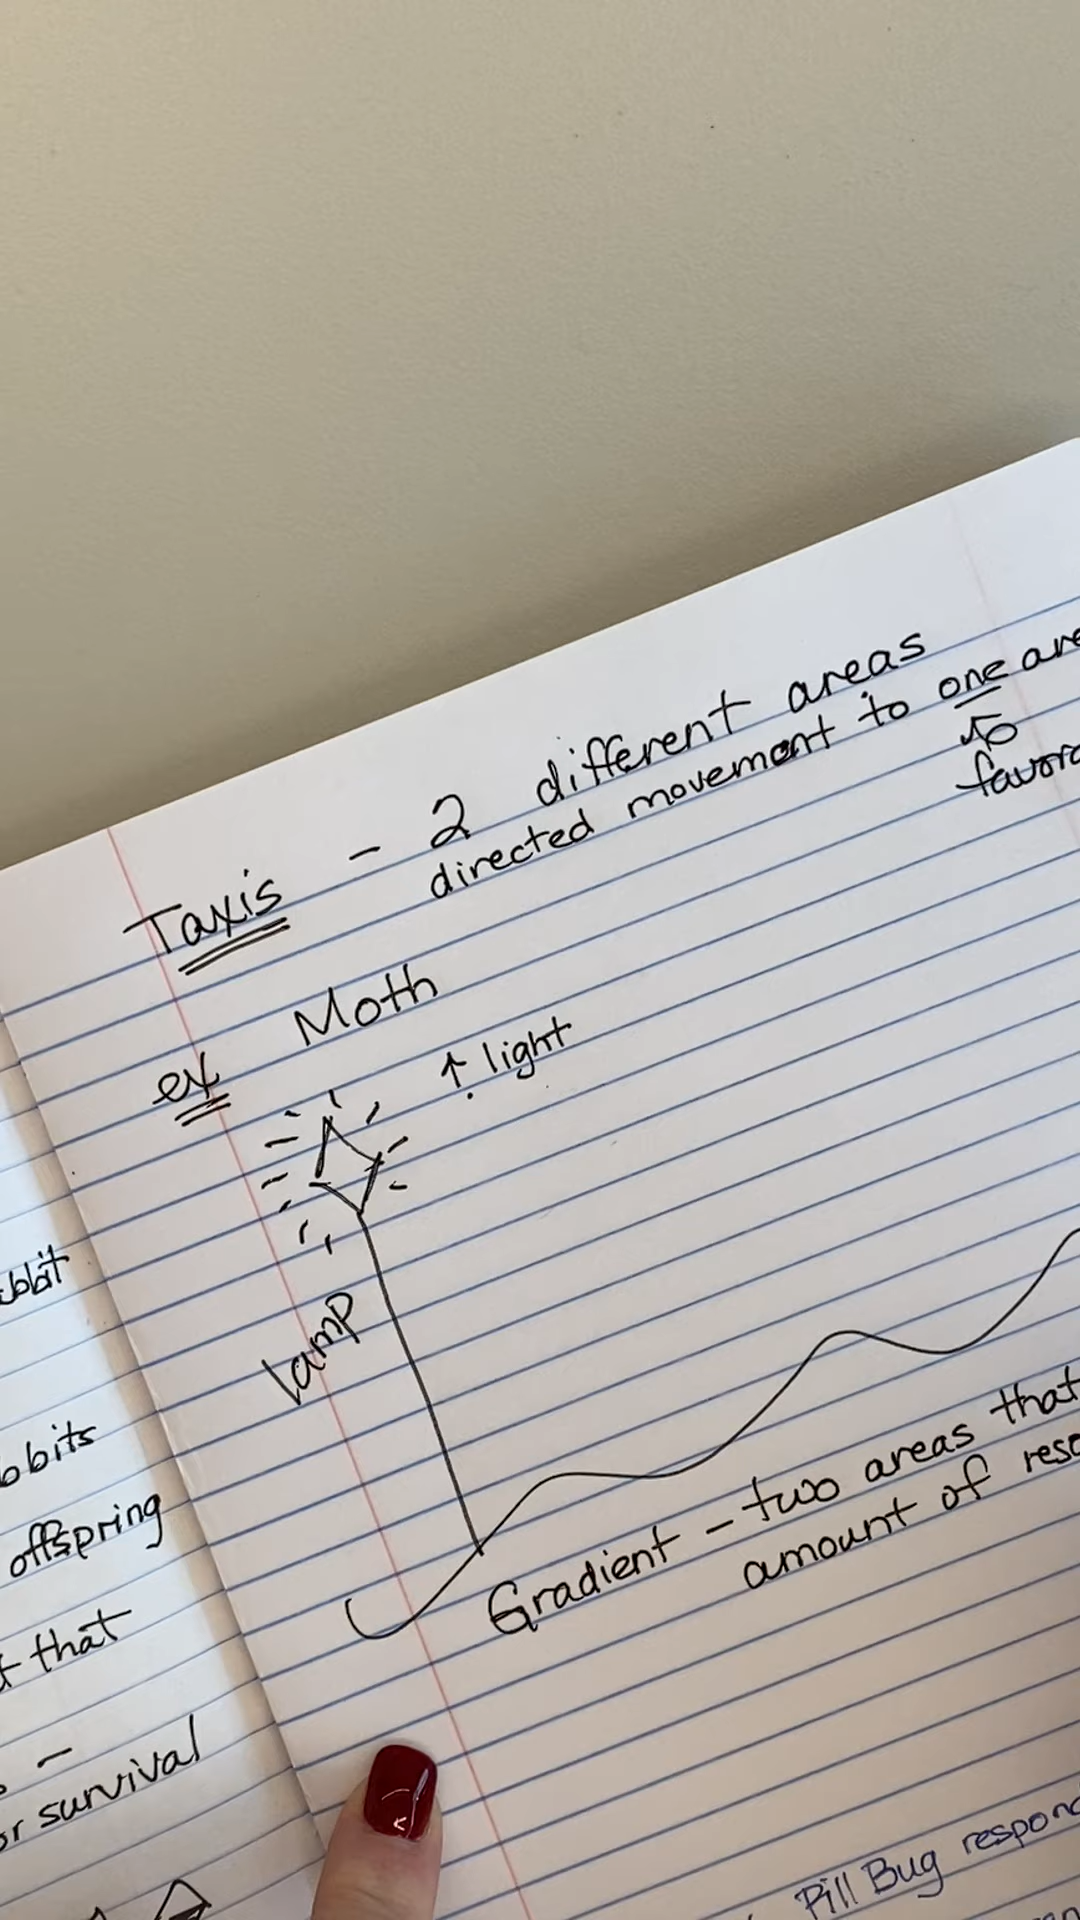 Taxis - 2 different areas
directed movement to one are
to
favora
ex Moth
↑ light
lamp
Gradient - two areas that
amount of reso
Pill Bug respon
bbits
offspring
that
or survival